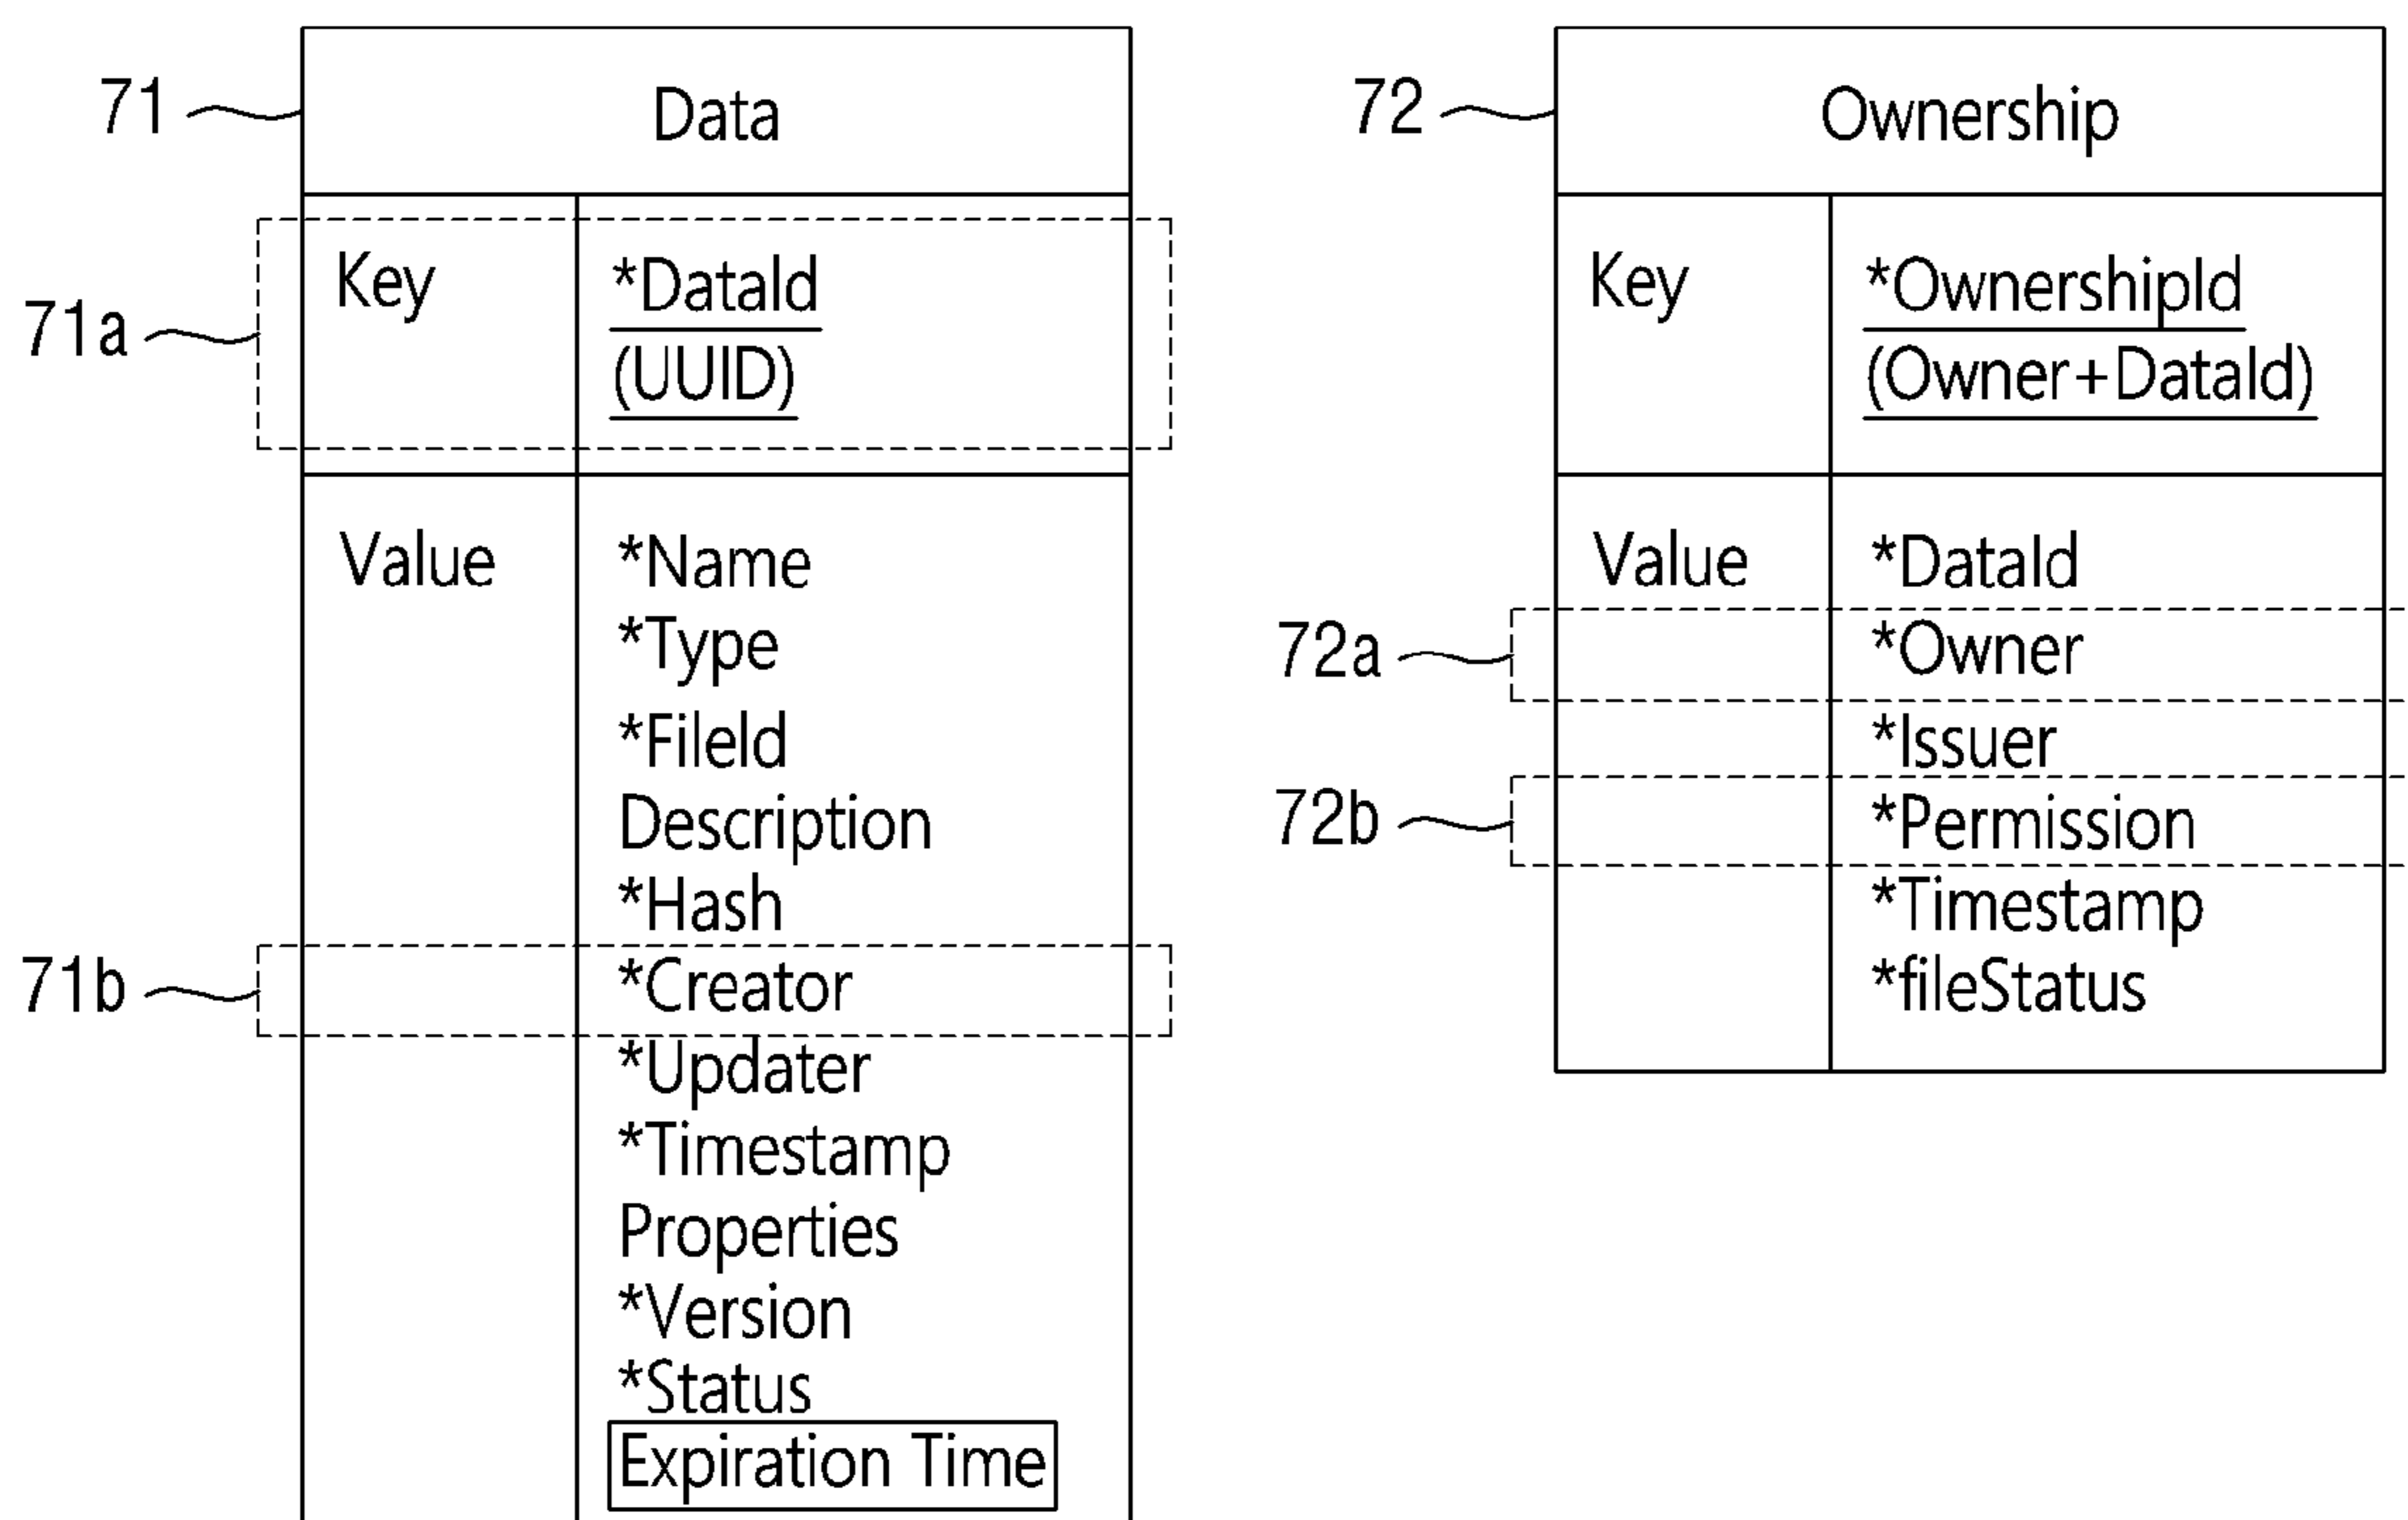 71
Data
71a
Key
*DataId
(UUID)
Value
*Name
*Type
*FileId
Description
*Hash
71b
*Creator
*Updater
*Timestamp
Properties
*Version
*Status
Expiration Time
72
Ownership
Key
*OwnershipId
(Owner+DataId)
Value
*DataId
72a
*Owner
*Issuer
72b
*Permission
*Timestamp
*fileStatus